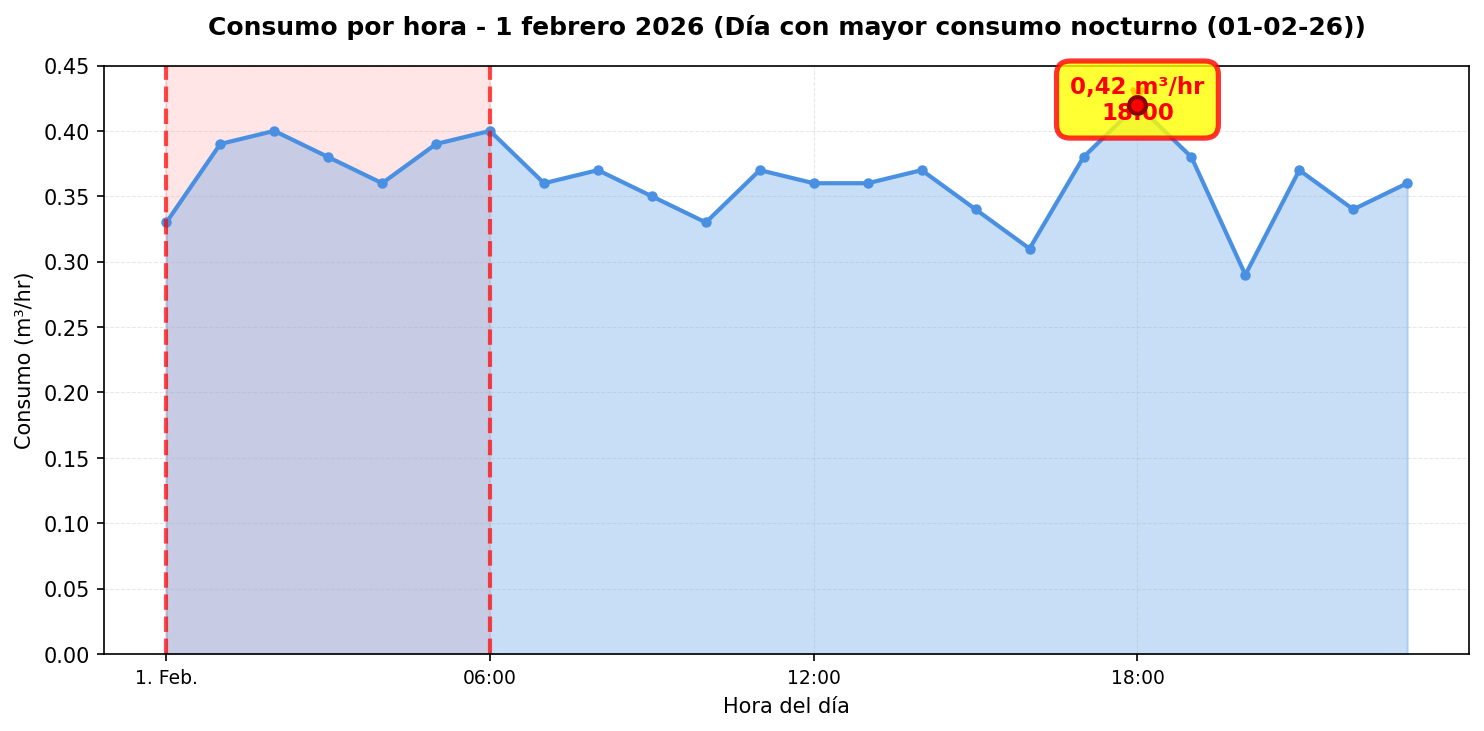 Consumo por hora - 1 febrero 2026 (Día con mayor consumo nocturno (01-02-26))
0,42 m³/hr
18:00
Consumo (m³/hr)
0.45
0.40
0.35
0.30
0.25
0.20
0.15
0.10
0.05
0.00
1. Feb.
06:00
12:00
18:00
Hora del día